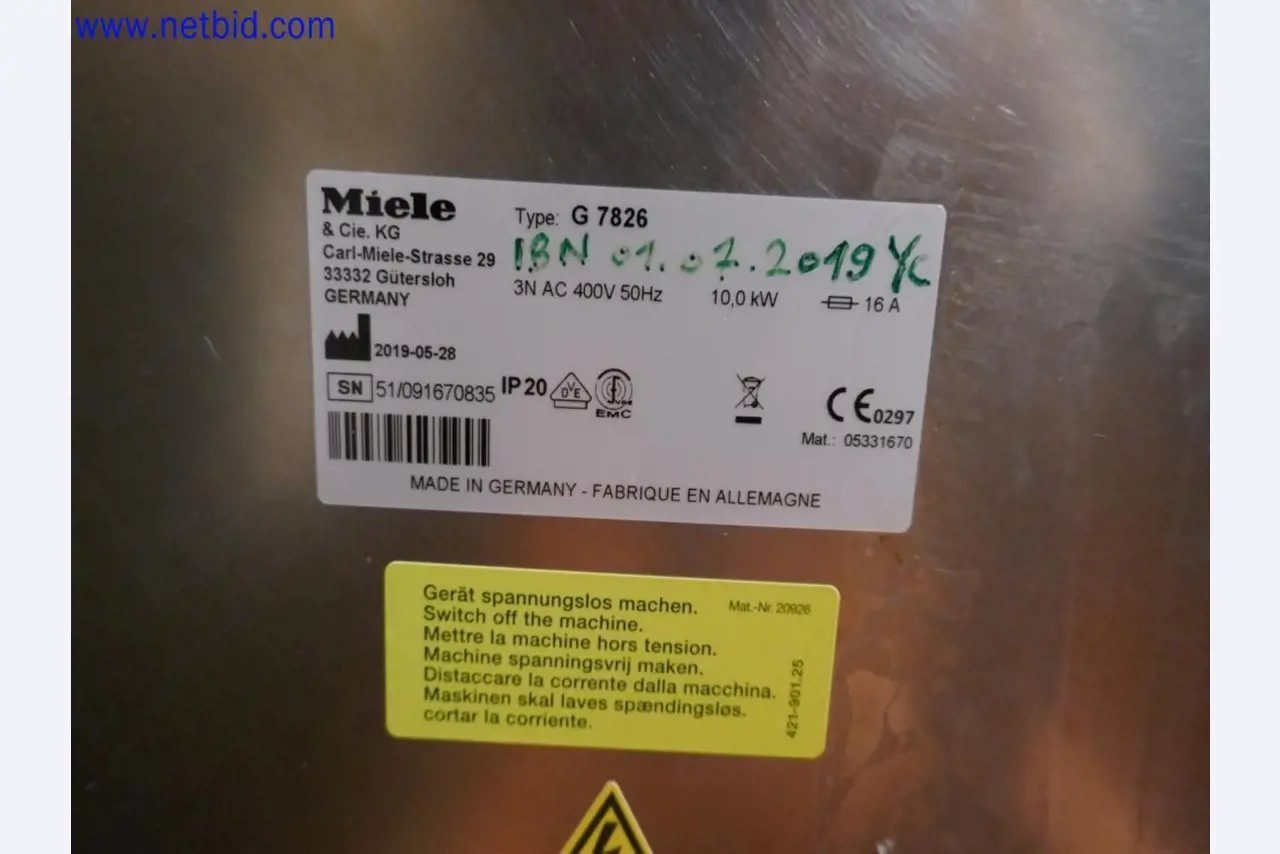 www.netbid.com
Miele
& Cie. KG
Carl-Miele-Strasse 29
33332 Gütersloh
GERMANY
Type: G 7826
IBN 01.07.2019
3N AC 400V 50Hz 10,0 kW 16 A
2019-05-28
SN 51/091670835 IP20 DVE EMC
CE 0297
Mat.: 05331670
MADE IN GERMANY - FABRIQUE EN ALLEMAGNE
Gerät spannungslos machen. Mat.-Nr. 20926
Switch off the machine.
Mettre la machine hors tension.
Machine spanningsvrij maken.
Distaccare la corrente dalla macchina.
Maskinen skal laves spændingsløs.
cortar la corriente.
421-901.25